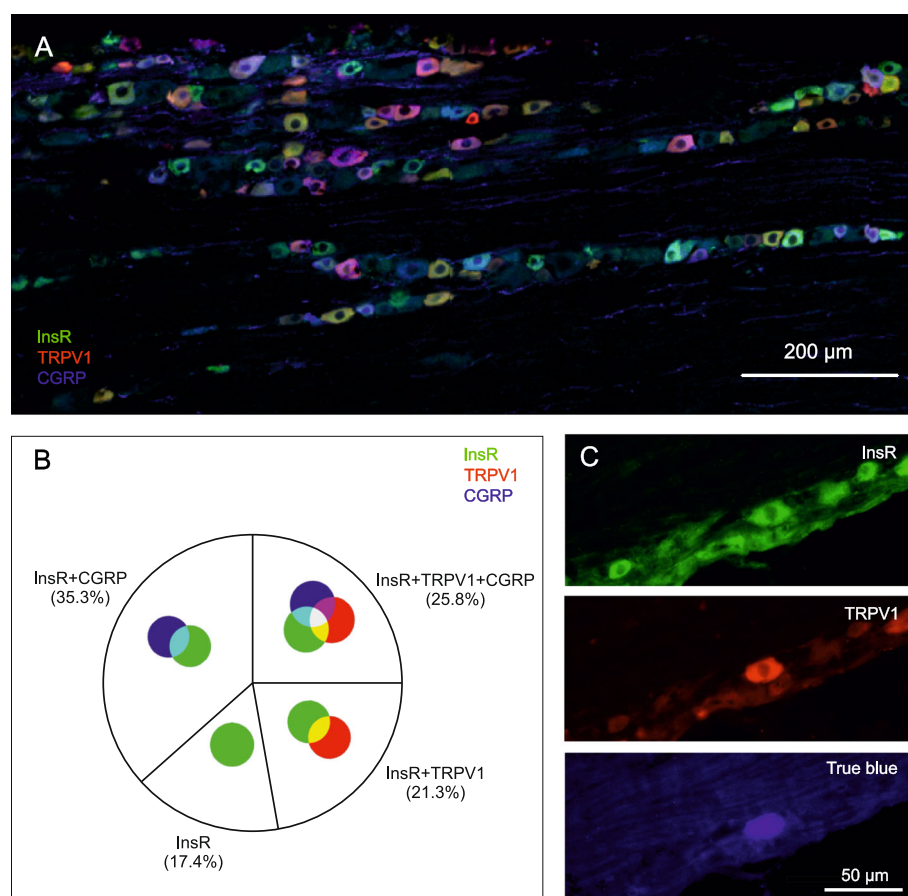 A
InsR
TRPV1
CGRP
200 µm
B
InsR
TRPV1
CGRP
InsR+CGRP
(35.3%)
InsR+TRPV1+CGRP
(25.8%)
InsR+TRPV1
(21.3%)
InsR
(17.4%)
C
InsR
TRPV1
True blue
50 µm